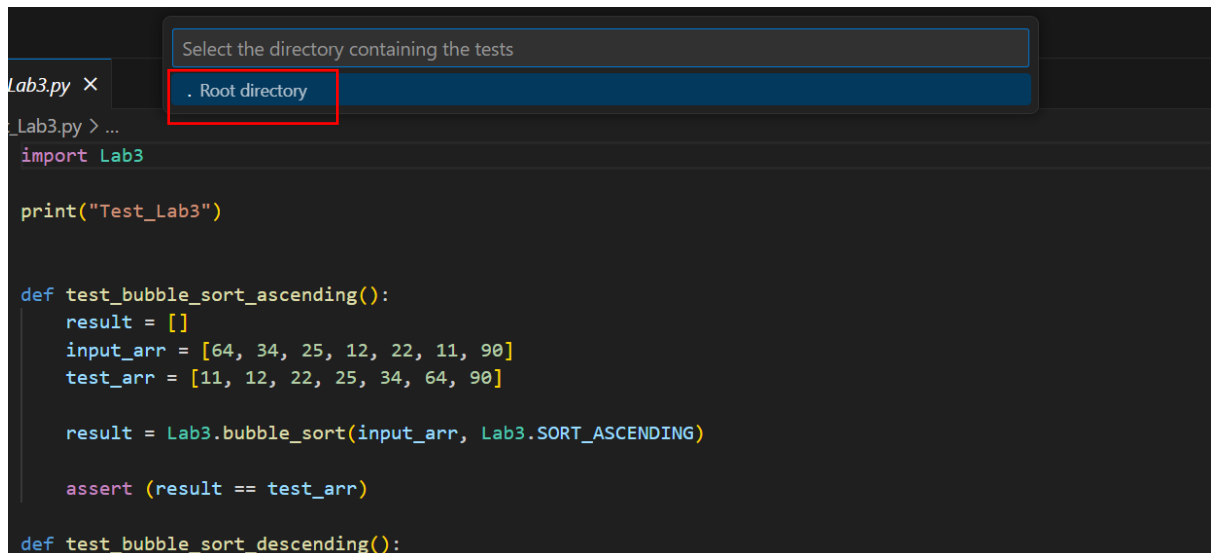 Select the directory containing the tests
Lab3.py ×
. Root directory
_Lab3.py > ...
import Lab3
print("Test_Lab3")
def test_bubble_sort_ascending():
result = []
input_arr = [64, 34, 25, 12, 22, 11, 90]
test_arr = [11, 12, 22, 25, 34, 64, 90]
result = Lab3.bubble_sort(input_arr, Lab3.SORT_ASCENDING)
assert (result == test_arr)
def test_bubble_sort_descending():